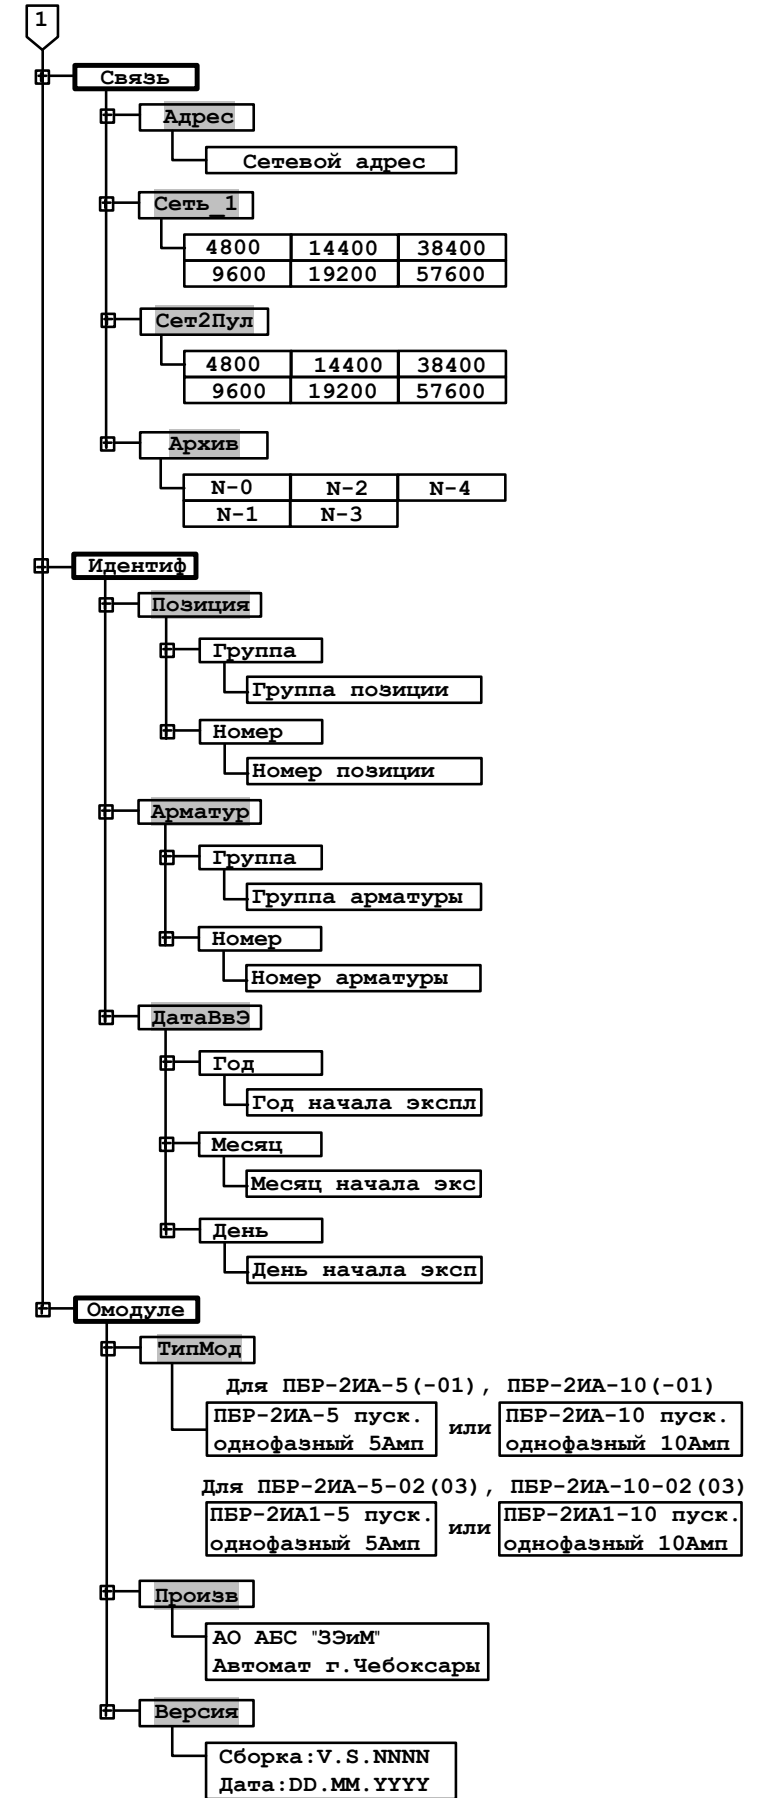 1
Связь
Адрес
Сетевой адрес
Сеть_1
4800 14400 38400
9600 19200 57600
Сет2Пул
4800 14400 38400
9600 19200 57600
Архив
N-0 N-2 N-4
N-1 N-3
Идентиф
Позиция
Группа
Группа позиции
Номер
Номер позиции
Арматур
Группа
Группа арматуры
Номер
Номер арматуры
ДатаВвЭ
Год
Год начала экспл
Месяц
Месяц начала экс
День
День начала эксп
Омодуле
ТипМод
Для ПБР-2ИА-5(-01), ПБР-2ИА-10(-01)
ПБР-2ИА-5 пуск. однофазный 5Амп или ПБР-2ИА-10 пуск. однофазный 10Амп
Для ПБР-2ИА-5-02(03), ПБР-2ИА-10-02(03)
ПБР-2ИА1-5 пуск. однофазный 5Амп или ПБР-2ИА1-10 пуск. однофазный 10Амп
Произв
АО АБС "ЗЭиМ"
Автомат г.Чебоксары
Версия
Сборка:V.S.NNNN
Дата:DD.MM.YYYY